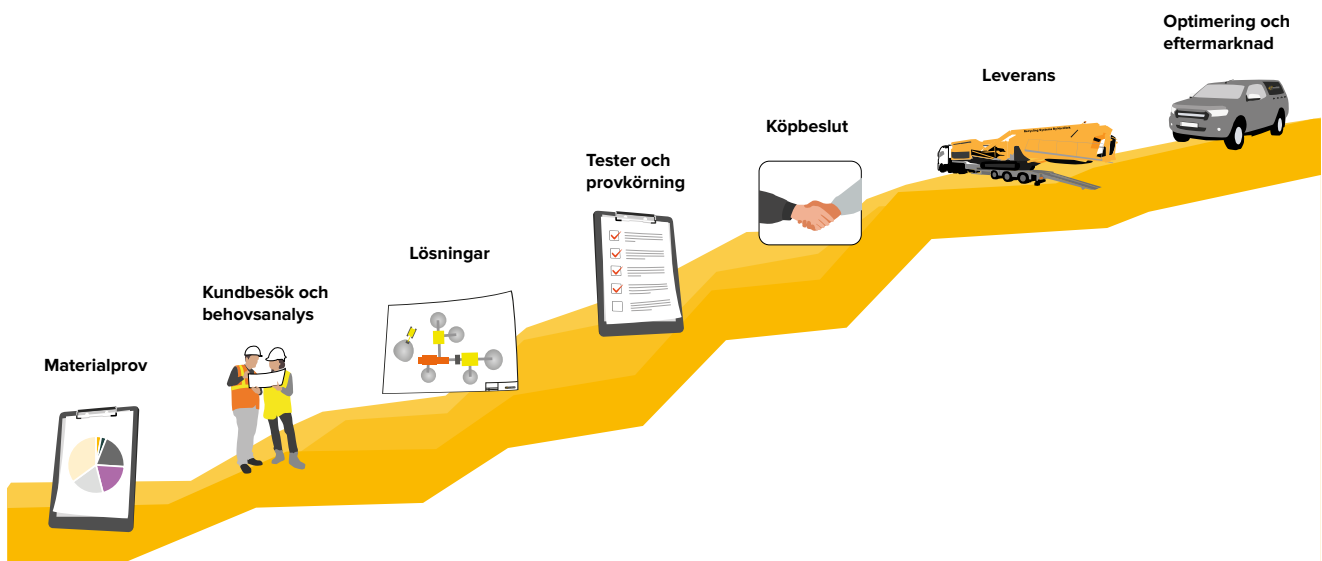 Materialprov
Kundbesök och
behovsanalys
Lösningar
Tester och
provkörning
Köpbeslut
Leverans
Optimering och
eftermarknad